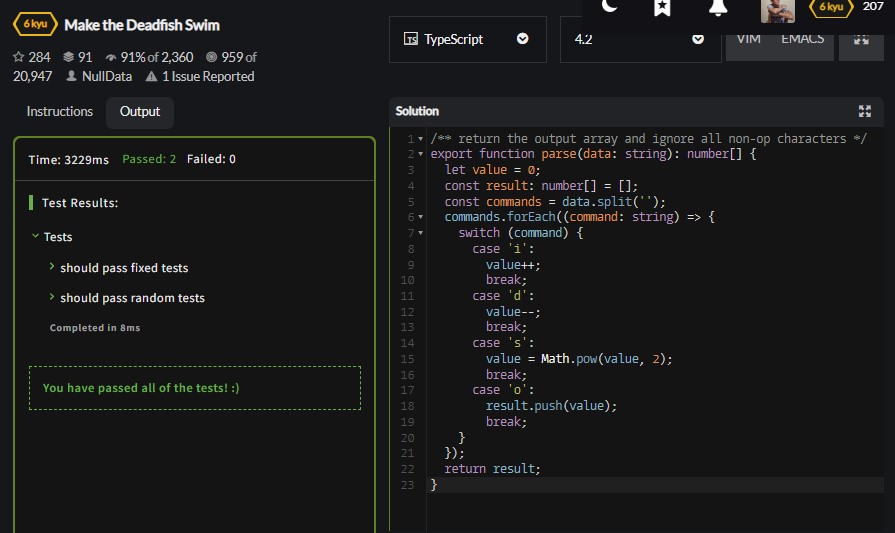 6 kyu Make the Deadfish Swim
284 91 91% of 2,360 959 of
20,947 NullData 1 Issue Reported
6 kyu 207
TS TypeScript
4.2
VIM EMACS
Instructions Output
Time: 3229ms Passed: 2 Failed: 0
Test Results:
Tests
should pass fixed tests
should pass random tests
Completed in 8ms
You have passed all of the tests! :)
Solution
1 /** return the output array and ignore all non-op characters */
2 export function parse(data: string): number[] {
3 let value = 0;
4 const result: number[] = [];
5 const commands = data.split('');
6 commands.forEach((command: string) => {
7 switch (command) {
8 case 'i':
9 value++;
10 break;
11 case 'd':
12 value--;
13 break;
14 case 's':
15 value = Math.pow(value, 2);
16 break;
17 case 'o':
18 result.push(value);
19 break;
20 }
21 });
22 return result;
23 }